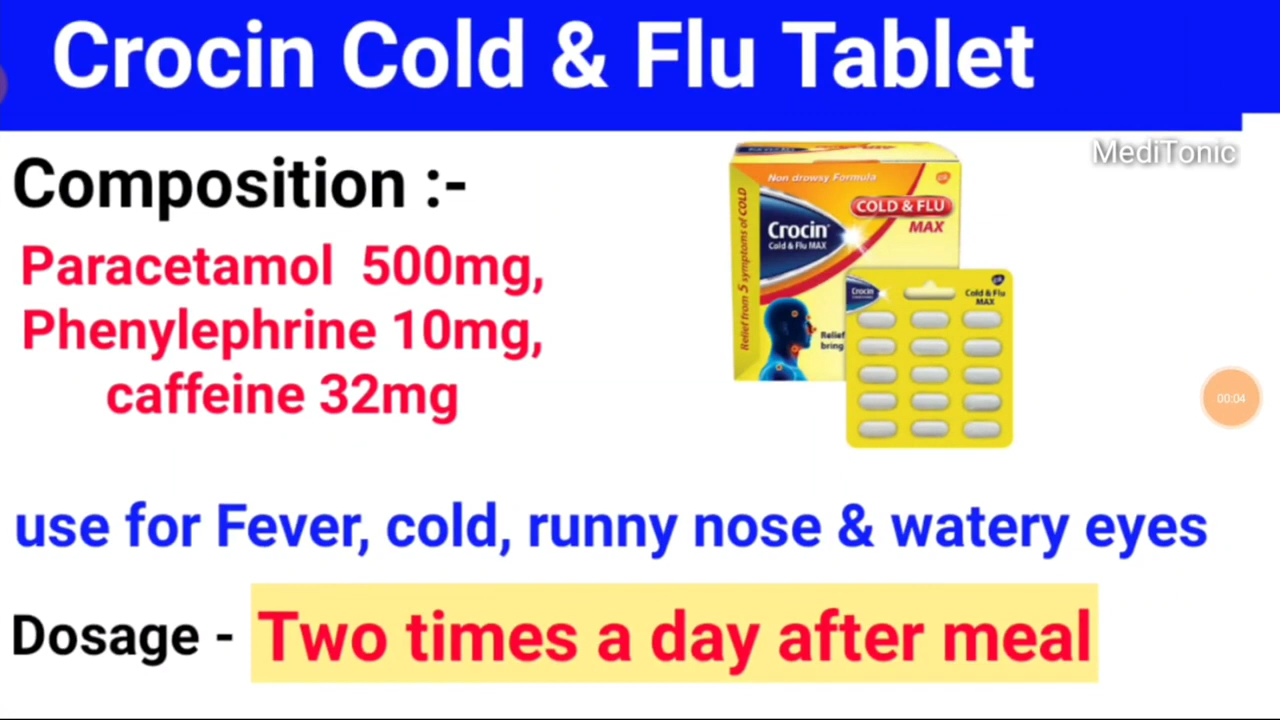 Crocin Cold & Flu Tablet
MediTonic
Composition :-
Paracetamol 500mg,
Phenylephrine 10mg,
caffeine 32mg
Non drowsy Formula
COLD & FLU
MAX
Crocin
Cold & Flu MAX
Relief from 5 symptoms of COLD
Relief
bring
Crocin
Cold & Flu
MAX
00:04
use for Fever, cold, runny nose & watery eyes
Dosage - Two times a day after meal